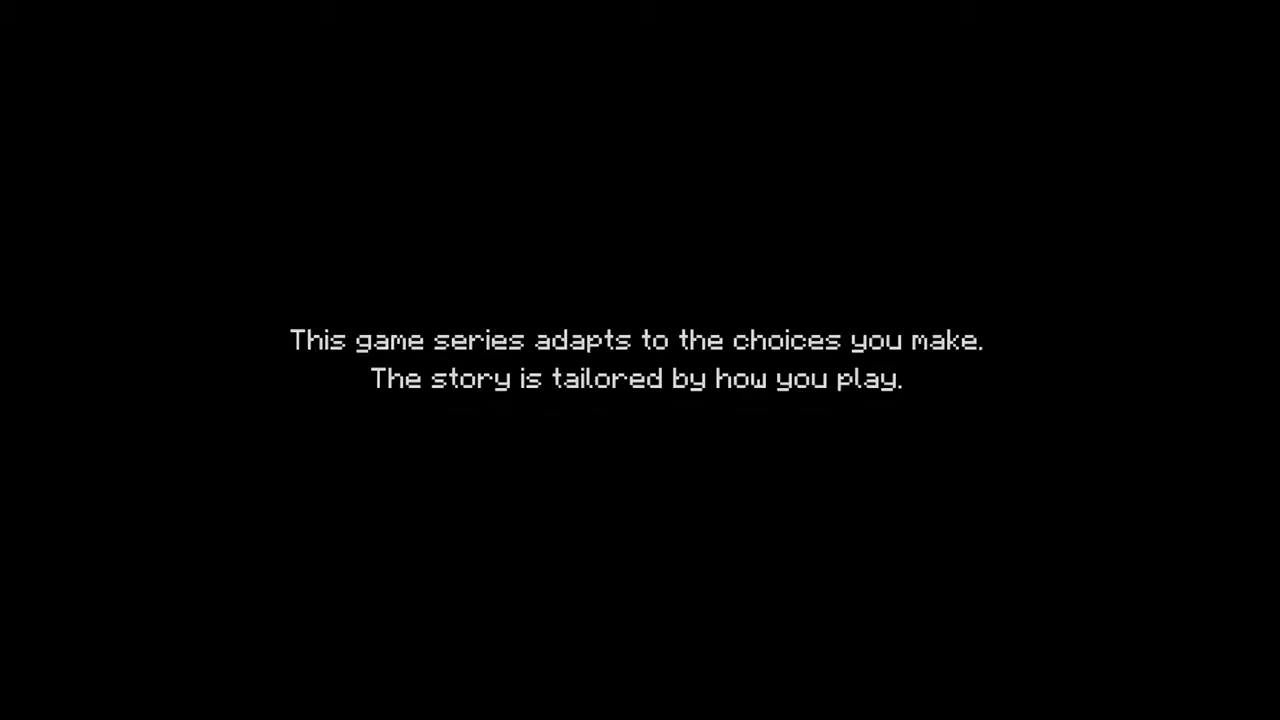 This game series adapts to the choices you make.
The story is tailored by how you play.